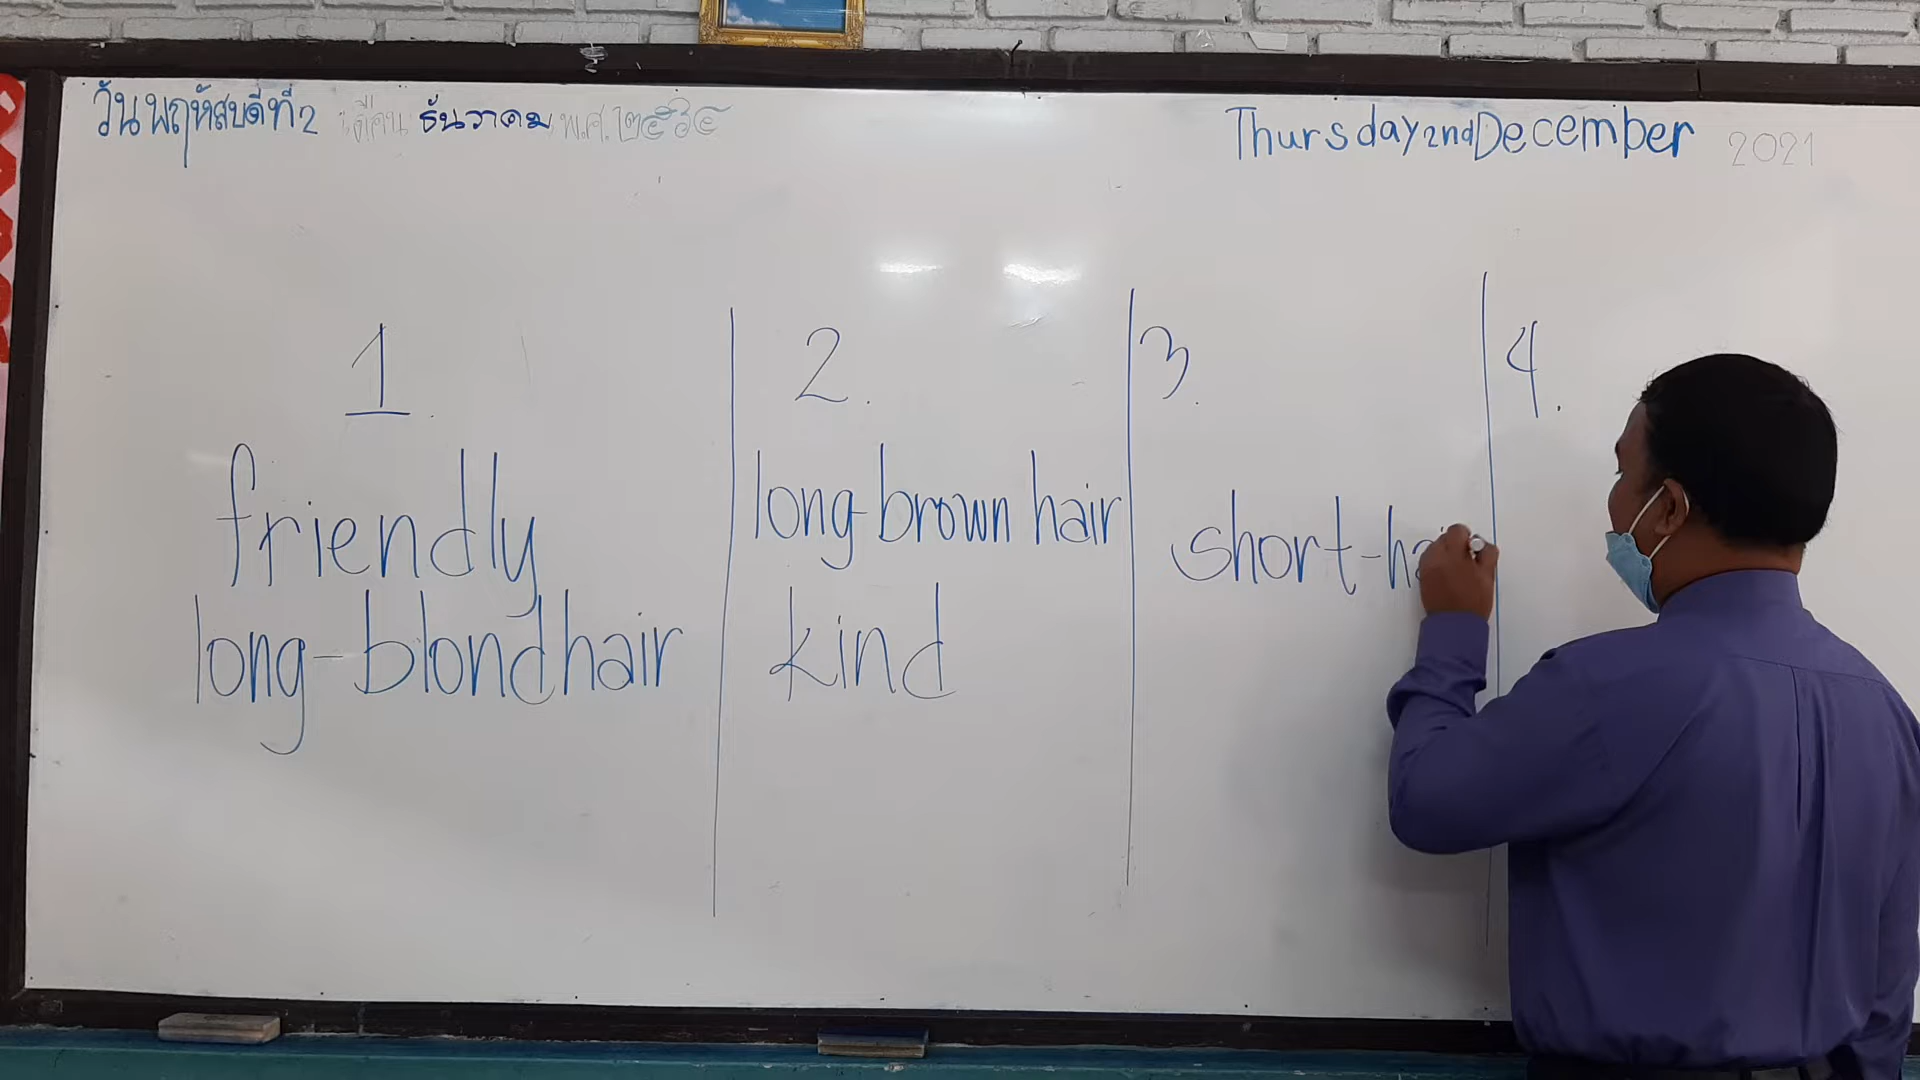 วันพฤหัสบดีที่2 เดือน ธันวาคม พ.ศ.๒๕๖๔
Thursday 2nd December 2021
1.
friendly
long-blond hair
2.
long-brown hair
kind
3.
short-hai
4.